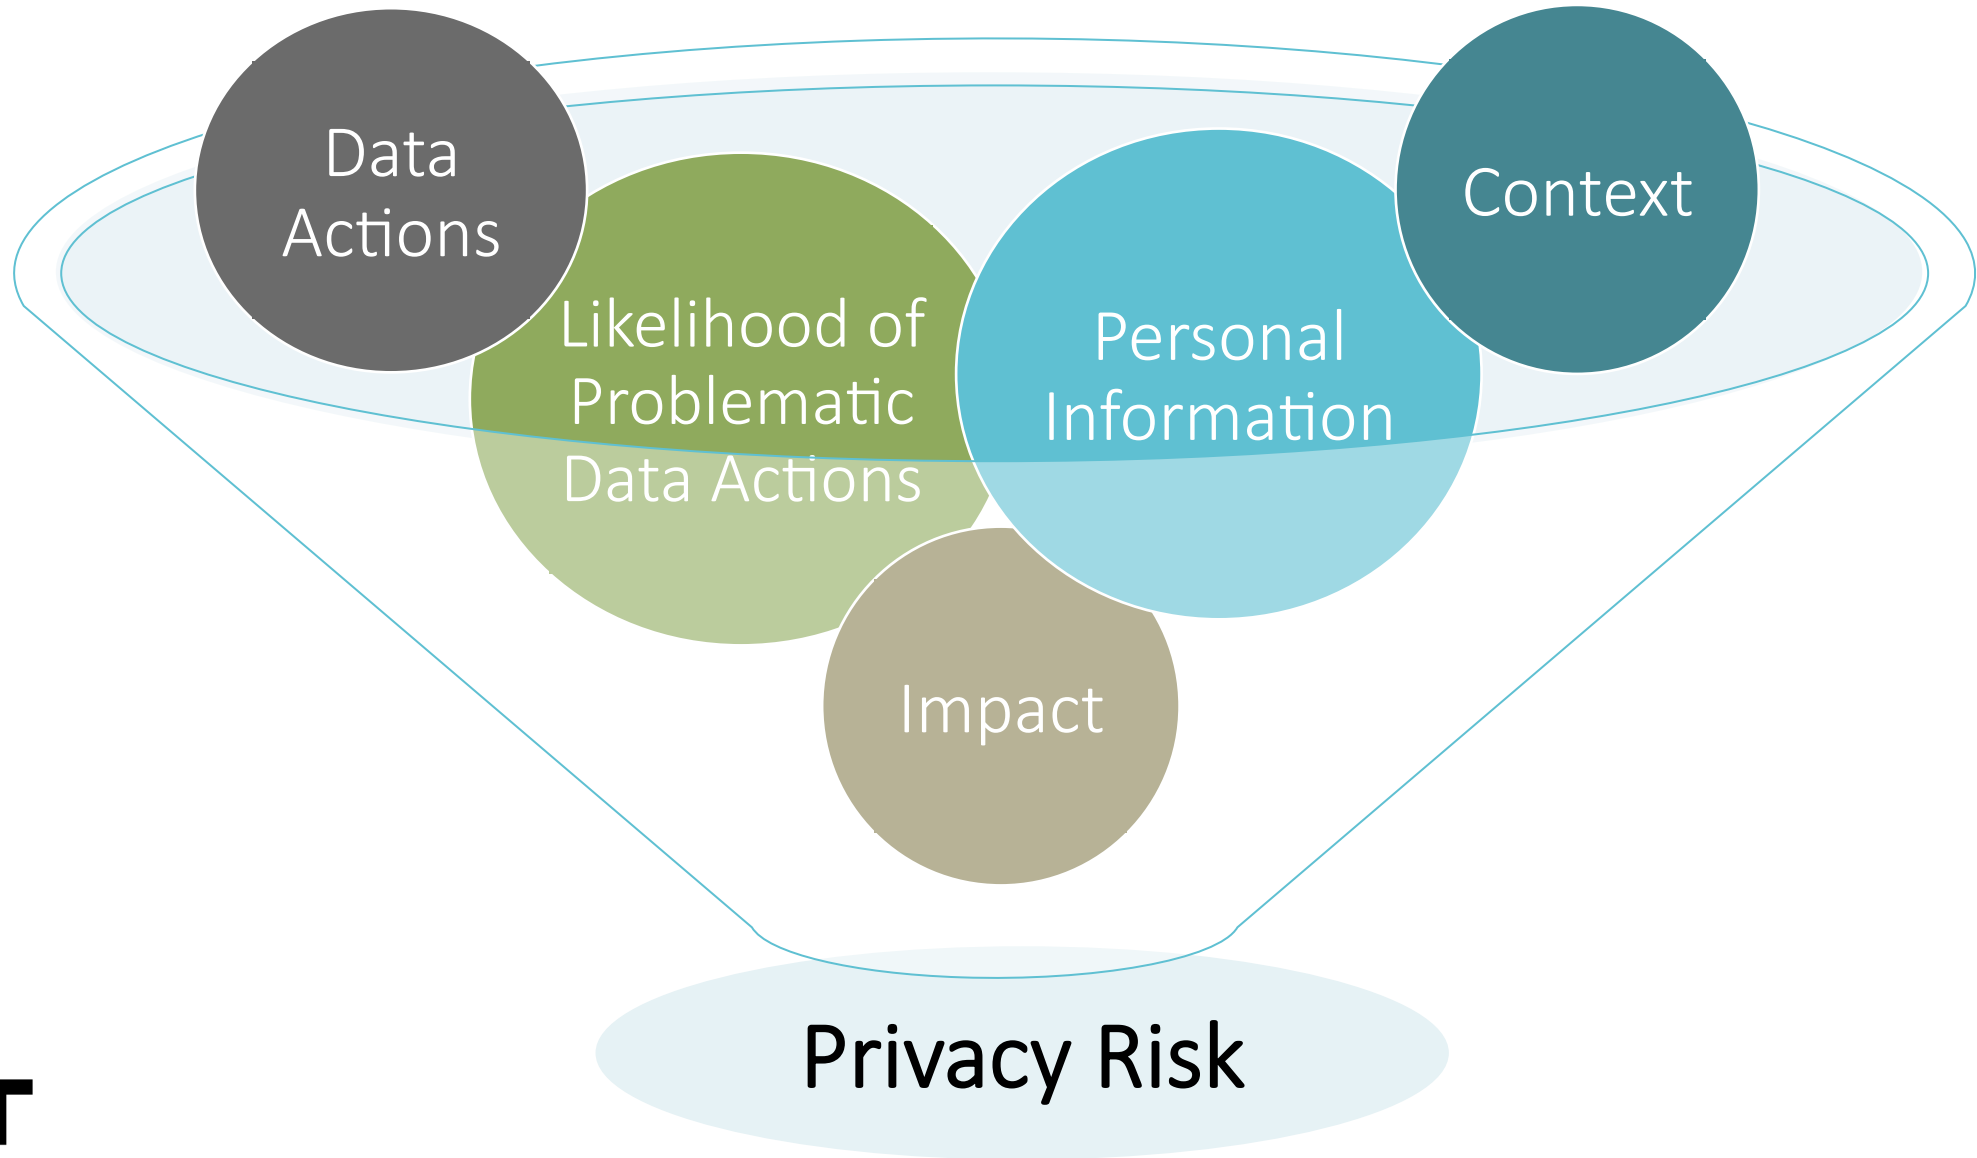 Data
Actions
Context
Likelihood of
Problematic
Data Actions
Personal
Information
Impact
Privacy Risk
T